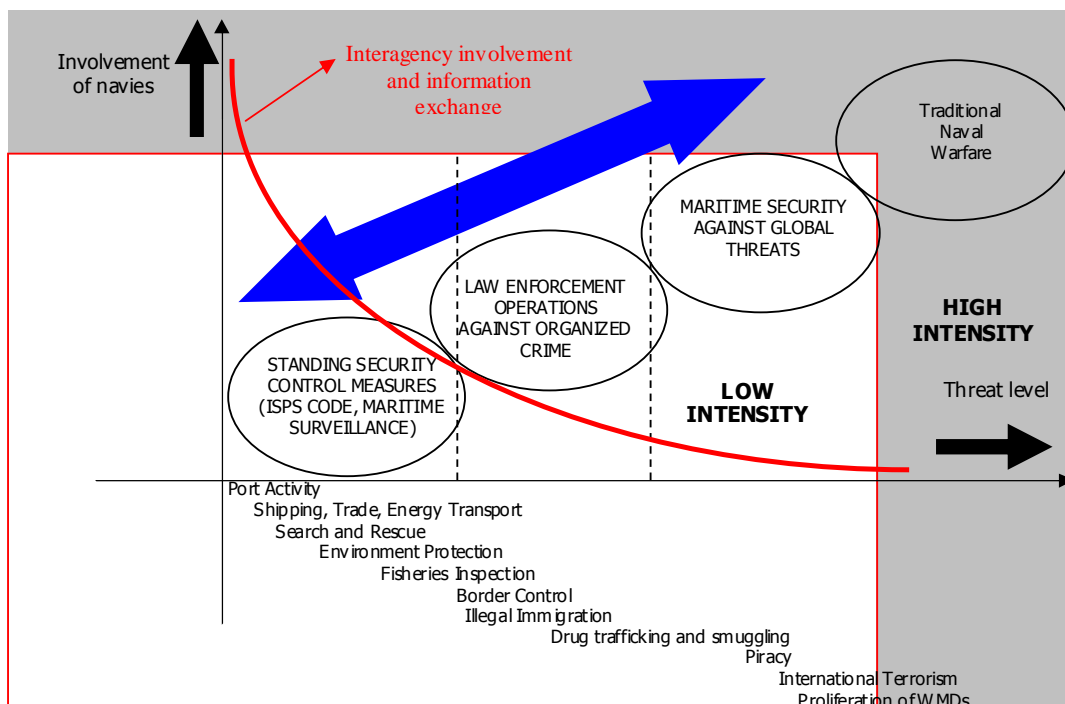 Involvement
of navies
Interagency involvement
and information
exchange
Traditional
Naval
Warfare
MARITIME SECURITY
AGAINST GLOBAL
THREATS
LAW ENFORCEMENT
OPERATIONS
AGAINST ORGANIZED
CRIME
STANDING SECURITY
CONTROL MEASURES
(ISPS CODE, MARITIME
SURVEILLANCE)
HIGH
INTENSITY
LOW
INTENSITY
Threat level
Port Activity
Shipping, Trade, Energy Transport
Search and Rescue
Environment Protection
Fisheries Inspection
Border Control
Illegal Immigration
Drug trafficking and smuggling
Piracy
International Terrorism
Proliferation of WMDs